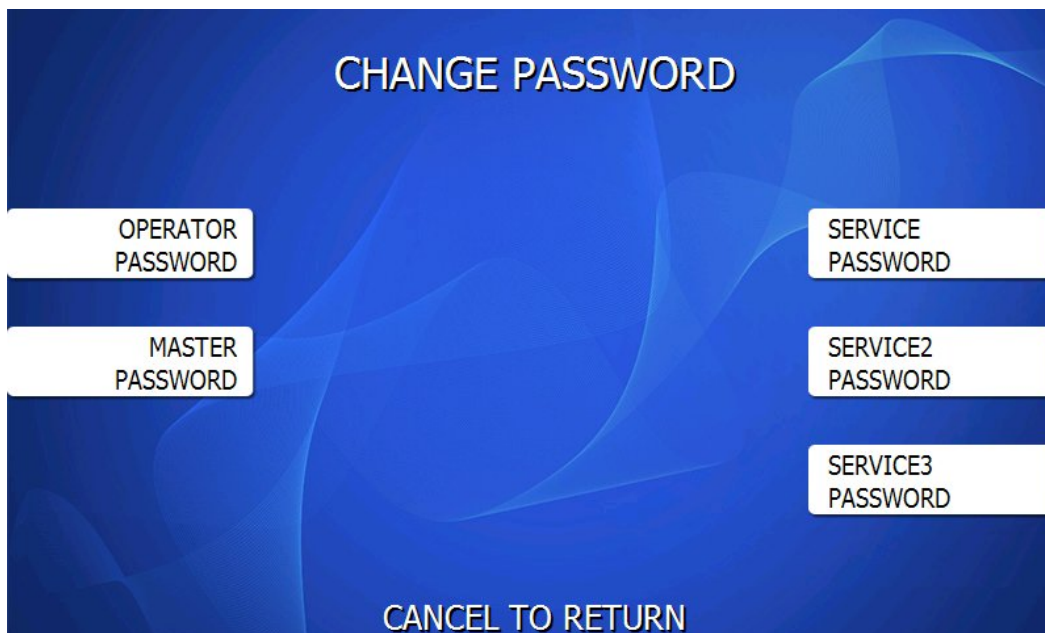 CHANGE PASSWORD
OPERATOR
PASSWORD
MASTER
PASSWORD
SERVICE
PASSWORD
SERVICE2
PASSWORD
SERVICE3
PASSWORD
CANCEL TO RETURN